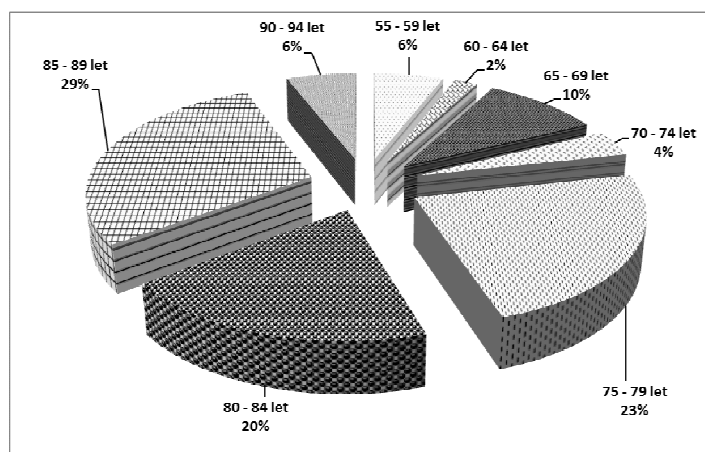 90 - 94 let
6%
55 - 59 let
6%
60 - 64 let
2%
65 - 69 let
10%
70 - 74 let
4%
75 - 79 let
23%
80 - 84 let
20%
85 - 89 let
29%